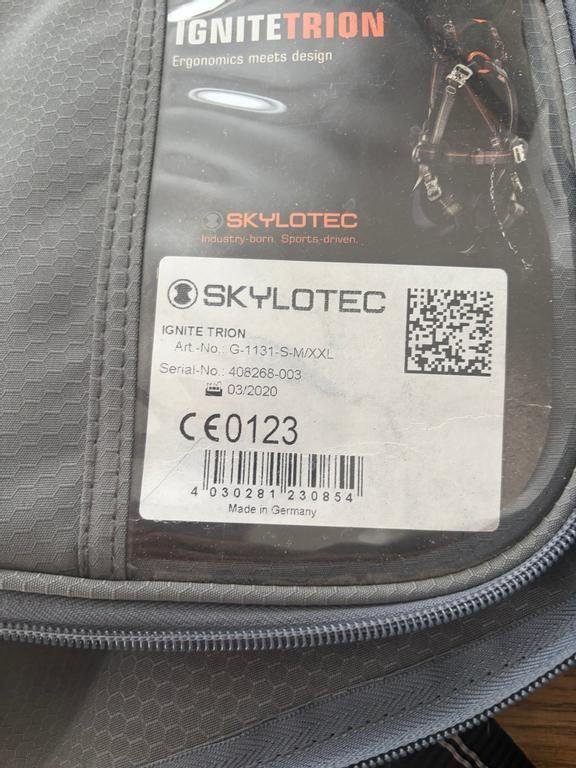 IGNITETRION
Ergonomics meets design
SKYLOTEC
Industry-born. Sports-driven.
SKYLOTEC
IGNITE TRION
Art.-No.: G-1131-S-M/XXL
Serial-No.: 408268-003
03/2020
CE0123
4 030281 230854
Made in Germany